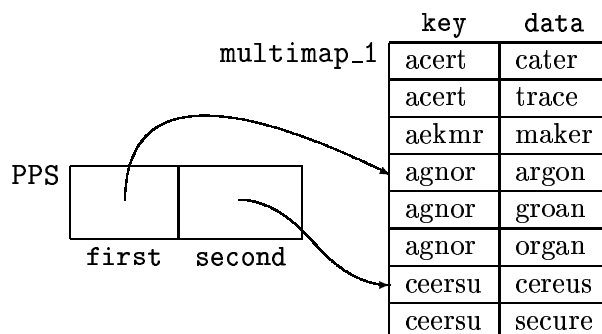 key data
multimap_1
acert cater
acert trace
aekmr maker
PPS
agnor argon
agnor groan
agnor organ
first second
ceersu cereus
ceersu secure